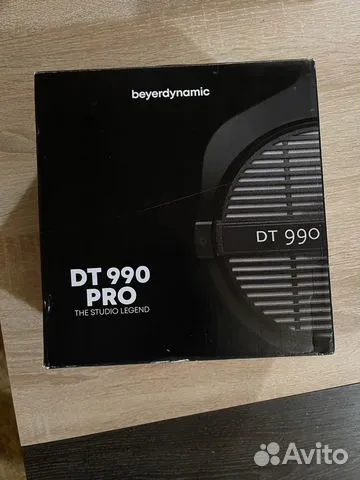 beyerdynamic
DT 990
DT 990
PRO
THE STUDIO LEGEND
Avito